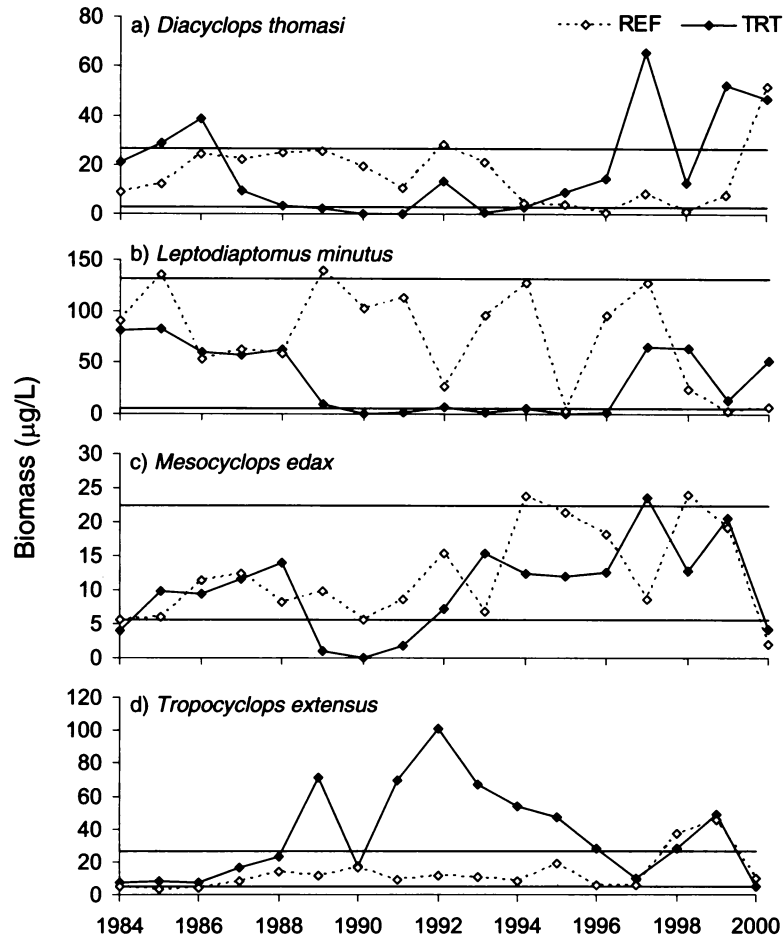 80
a) Diacyclops thomasi
REF
TRT
60
40
20
0
150
b) Leptodiaptomus minutus
100
50
0
Biomass (µg/L)
30
c) Mesocyclops edax
25
20
15
10
5
0
120
d) Tropocyclops extensus
100
80
60
40
20
0
1984 1986 1988 1990 1992 1994 1996 1998 2000